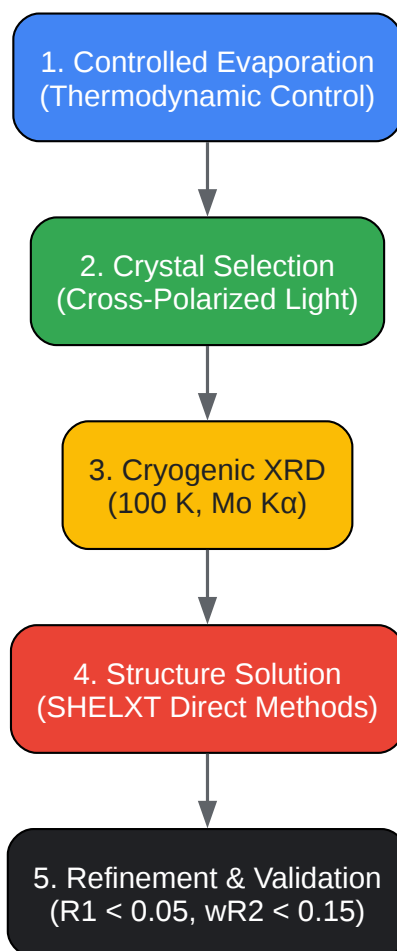 1. Controlled Evaporation
(Thermodynamic Control)
2. Crystal Selection
(Cross-Polarized Light)
3. Cryogenic XRD
(100 K, Mo Kα)
4. Structure Solution
(SHELXT Direct Methods)
5. Refinement & Validation
(R1 < 0.05, wR2 < 0.15)